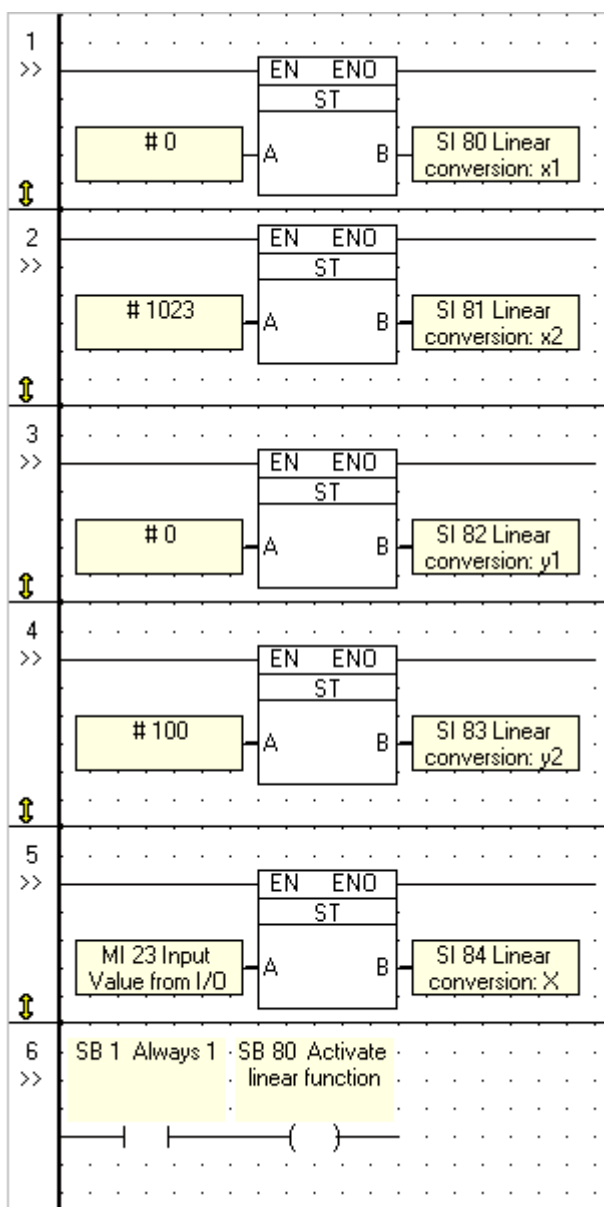 1
>>
EN ENO
ST
# 0
A
B
SI 80 Linear
conversion: x1
2
>>
EN ENO
ST
# 1023
A
B
SI 81 Linear
conversion: x2
3
>>
EN ENO
ST
# 0
A
B
SI 82 Linear
conversion: y1
4
>>
EN ENO
ST
# 100
A
B
SI 83 Linear
conversion: y2
5
>>
EN ENO
ST
MI 23 Input
Value from I/O
A
B
SI 84 Linear
conversion: X
6
>>
SB 1 Always 1
SB 80 Activate
linear function